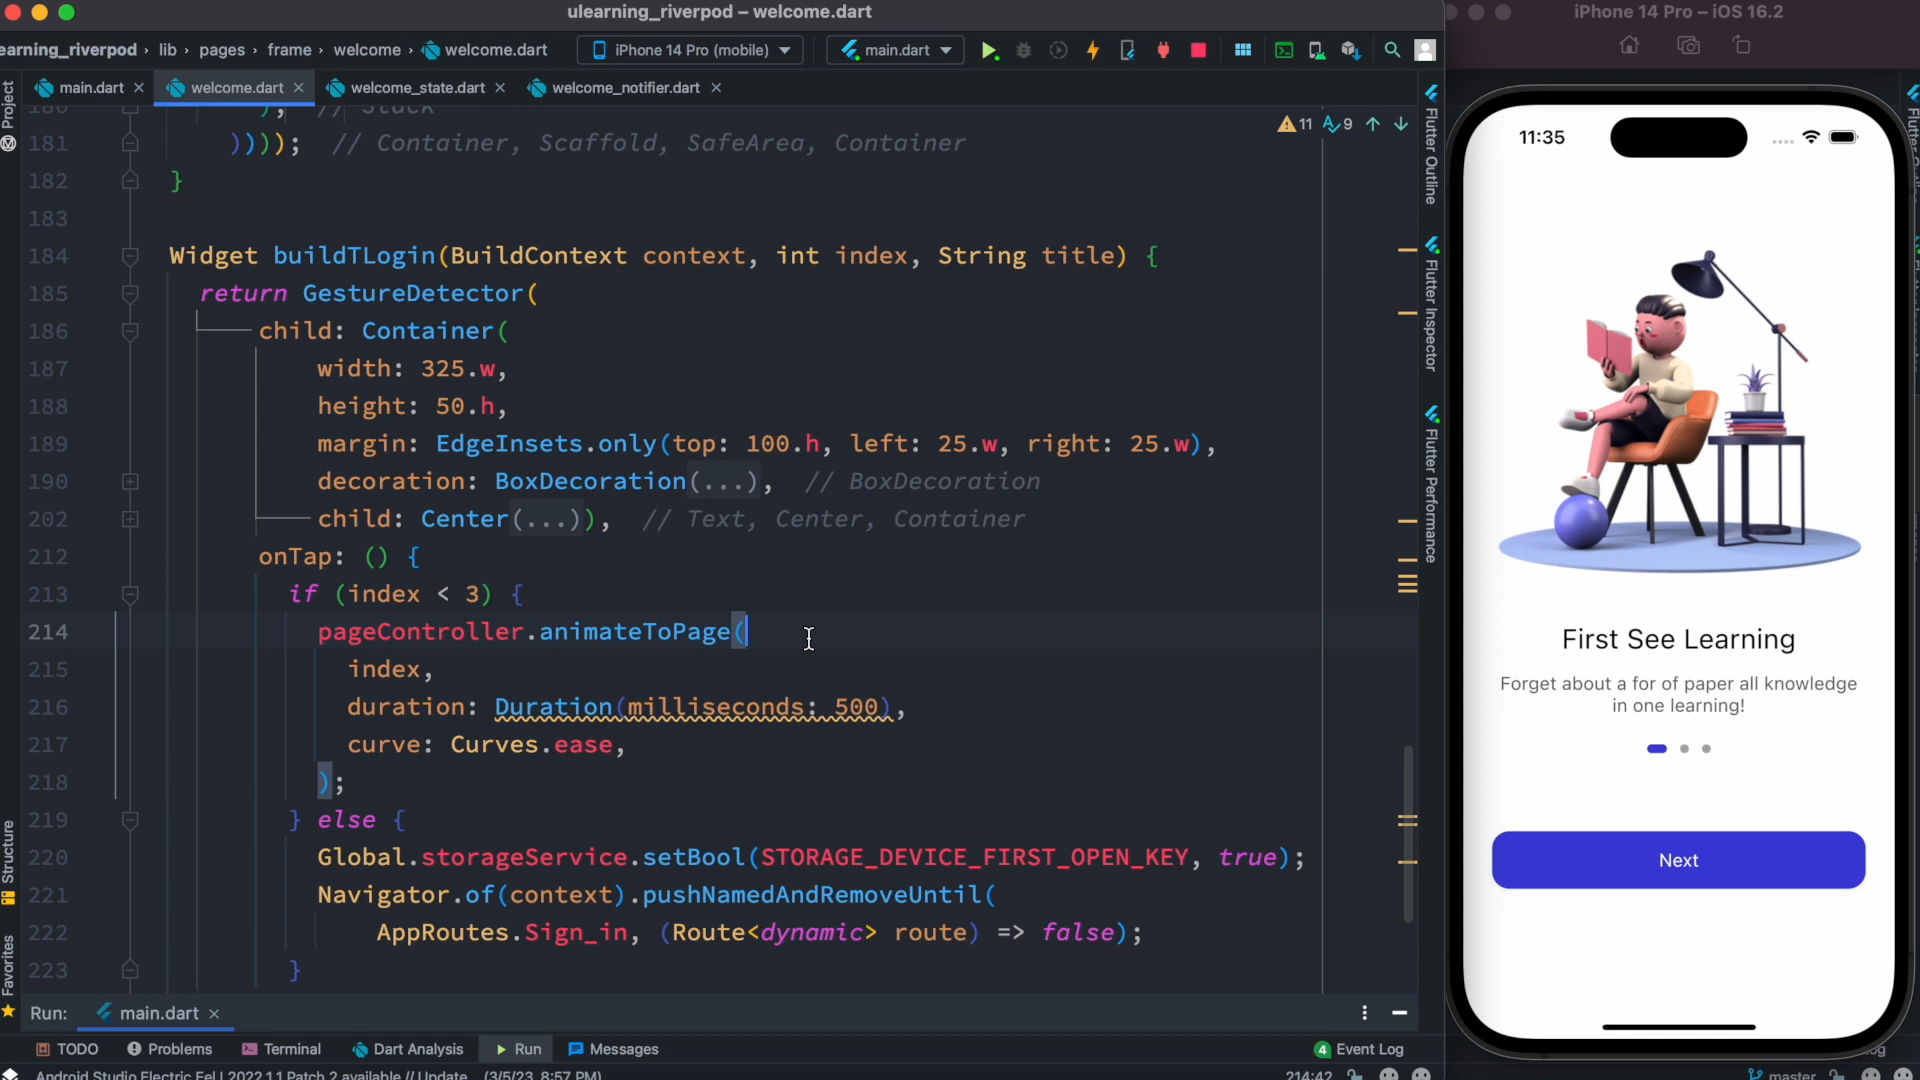 ulearning_riverpod – welcome.dart
earning_riverpod › lib › pages › frame › welcome › welcome.dart
iPhone 14 Pro (mobile)
main.dart
main.dart
welcome.dart
welcome_state.dart
welcome_notifier.dart
Project
Structure
Favorites
180 ); // Stack
181 )))); // Container, Scaffold, SafeArea, Container
182 }
183
184 Widget buildTLogin(BuildContext context, int index, String title) {
185 return GestureDetector(
186 child: Container(
187 width: 325.w,
188 height: 50.h,
189 margin: EdgeInsets.only(top: 100.h, left: 25.w, right: 25.w),
190 decoration: BoxDecoration(...), // BoxDecoration
202 child: Center(...)), // Text, Center, Container
212 onTap: () {
213 if (index < 3) {
214 pageController.animateToPage(
215 index,
216 duration: Duration(milliseconds: 500),
217 curve: Curves.ease,
218 );
219 } else {
220 Global.storageService.setBool(STORAGE_DEVICE_FIRST_OPEN_KEY, true);
221 Navigator.of(context).pushNamedAndRemoveUntil(
222 AppRoutes.Sign_in, (Route<dynamic> route) => false);
223 }
11 9
Flutter Outline
Flutter Inspector
Flutter Performance
Run: main.dart
TODO
Problems
Terminal
Dart Analysis
Run
Messages
4 Event Log
Android Studio Electric Eel | 2022.1.1 Patch 2 available // Update... (3/5/23, 8:57 PM)
214:42
iPhone 14 Pro – iOS 16.2
11:35
First See Learning
Forget about a for of paper all knowledge
in one learning!
Next
master